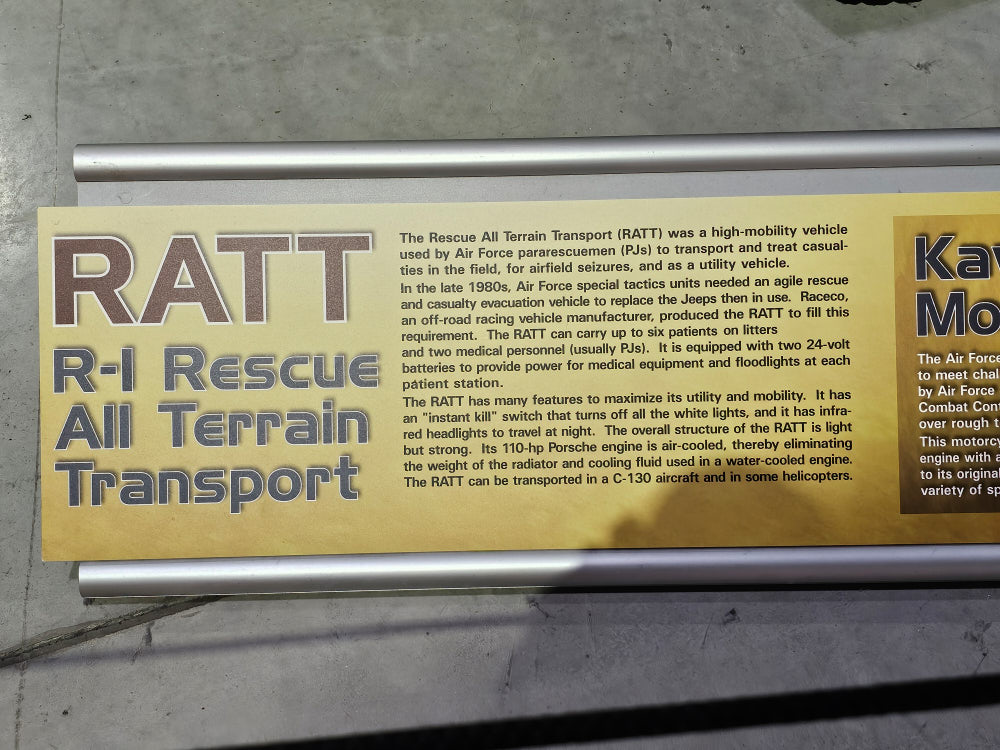 RATT
R-1 Rescue
All Terrain
Transport
The Rescue All Terrain Transport (RATT) was a high-mobility vehicle
used by Air Force pararescuemen (PJs) to transport and treat casual-
ties in the field, for airfield seizures, and as a utility vehicle.
In the late 1980s, Air Force special tactics units needed an agile rescue
and casualty evacuation vehicle to replace the Jeeps then in use. Raceco,
an off-road racing vehicle manufacturer, produced the RATT to fill this
requirement. The RATT can carry up to six patients on litters
and two medical personnel (usually PJs). It is equipped with two 24-volt
batteries to provide power for medical equipment and floodlights at each
patient station.
The RATT has many features to maximize its utility and mobility. It has
an "instant kill" switch that turns off all the white lights, and it has infra-
red headlights to travel at night. The overall structure of the RATT is light
but strong. Its 110-hp Porsche engine is air-cooled, thereby eliminating
the weight of the radiator and cooling fluid used in a water-cooled engine.
The RATT can be transported in a C-130 aircraft and in some helicopters.
Kav
Mo
The Air Force
to meet chal
by Air Force
Combat Cont
over rough t
This motorcy
engine with a
to its original
variety of sp